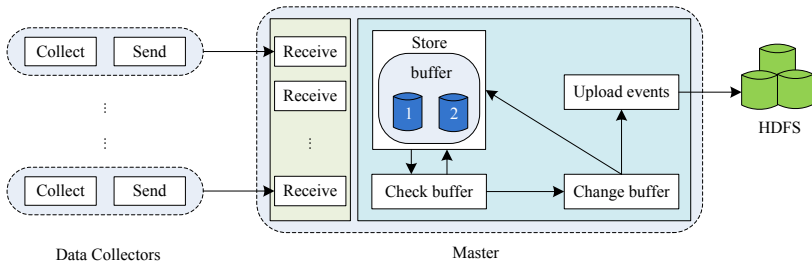 Collect
Send
Receive
Store
buffer
1
2
Receive
Upload events
HDFS
Collect
Send
Receive
Check buffer
Change buffer
Data Collectors
Master